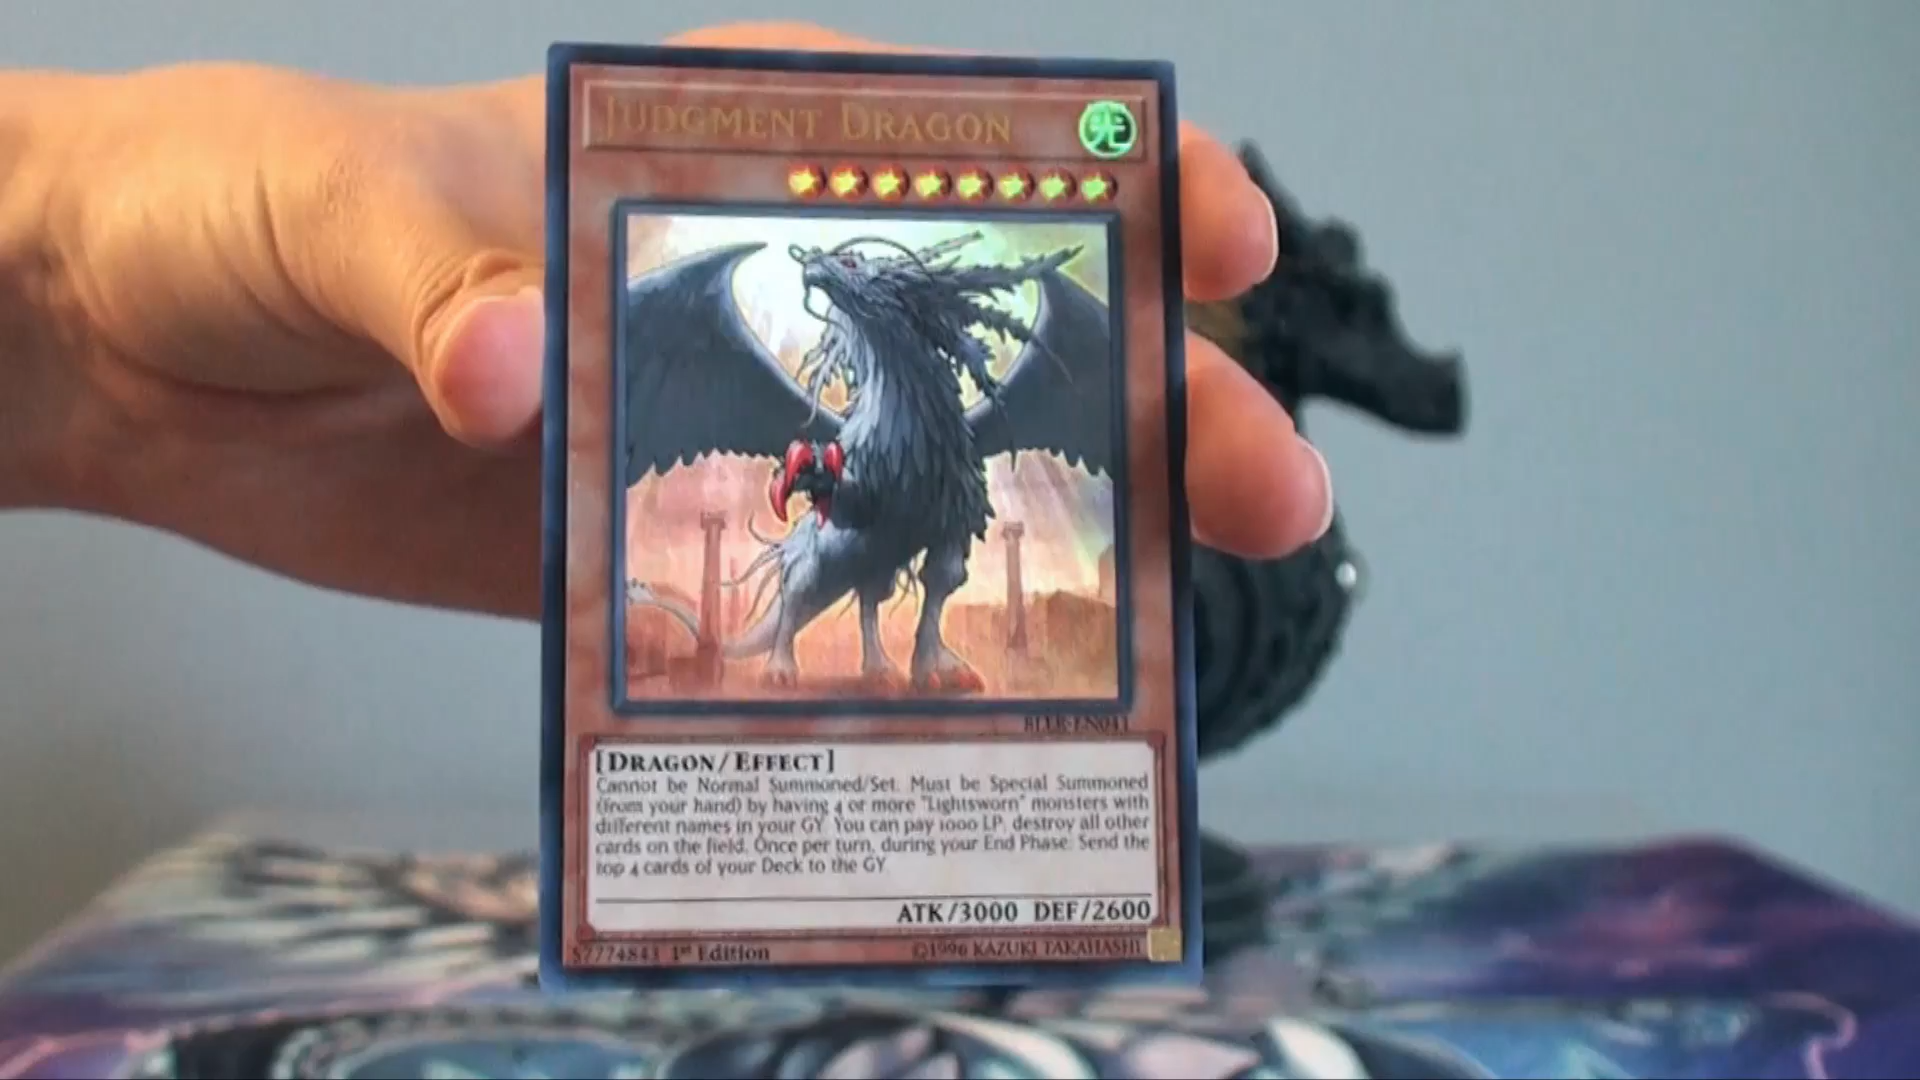 Judgment Dragon
光
BLLR-EN041
[Dragon/Effect]
Cannot be Normal Summoned/Set. Must be Special Summoned
(from your hand) by having 4 or more "Lightsworn" monsters with
different names in your GY. You can pay 1000 LP; destroy all other
cards on the field. Once per turn, during your End Phase: Send the
top 4 cards of your Deck to the GY.
ATK/3000 DEF/2600
57774843 1st Edition
©1996 KAZUKI TAKAHASHI